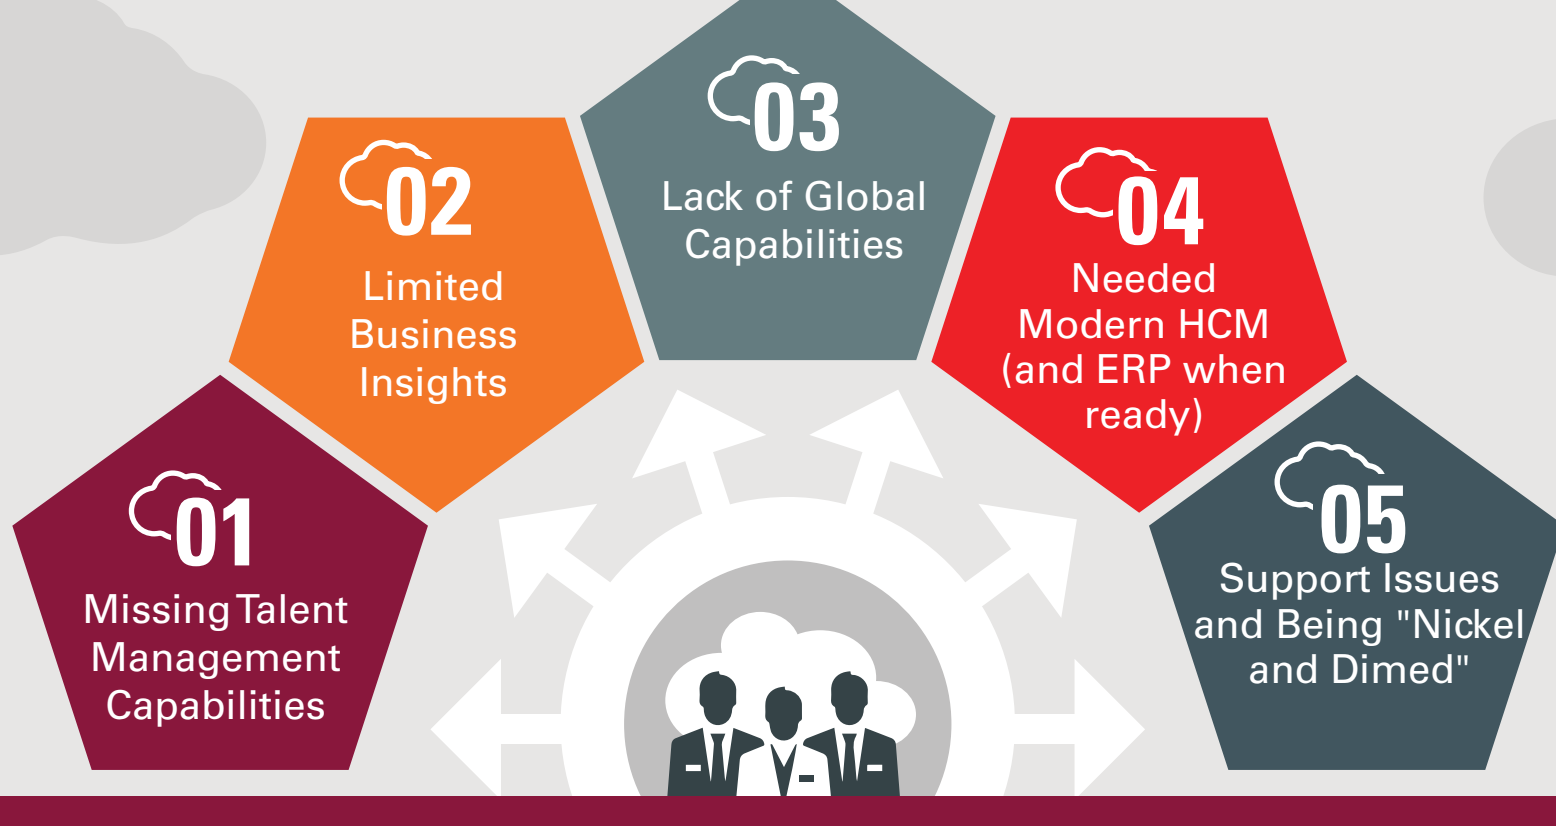 01
Missing Talent
Management
Capabilities
02
Limited
Business
Insights
03
Lack of Global
Capabilities
04
Needed
Modern HCM
(and ERP when
ready)
05
Support Issues
and Being "Nickel
and Dimed"